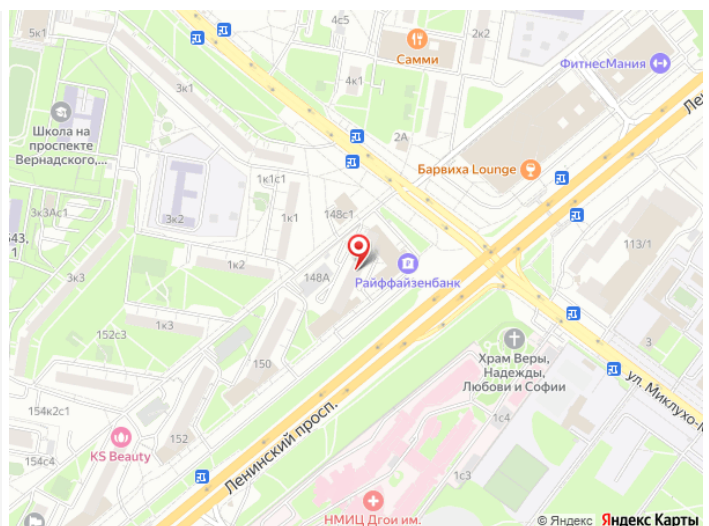 5к1
4с5
Самми
2к2
ФитнесМания
4к1
3к1
Школа на
проспекте
Вернадского,...
2А
Барвиха Lounge
1к1с1
3к3Ас1
3к2
1к1
148с1
643.
1
113/1
1к2
148А
Райффайзенбанк
3к3
152с3
1к3
150
Храм Веры,
Надежды,
Любови и Софии
3
ул. Миклухо-М
154к2с1
Ленинский просп.
1с4
152
KS Beauty
154с4
1с3
НМИЦ Дгои им.
© Яндекс Яндекс Карты